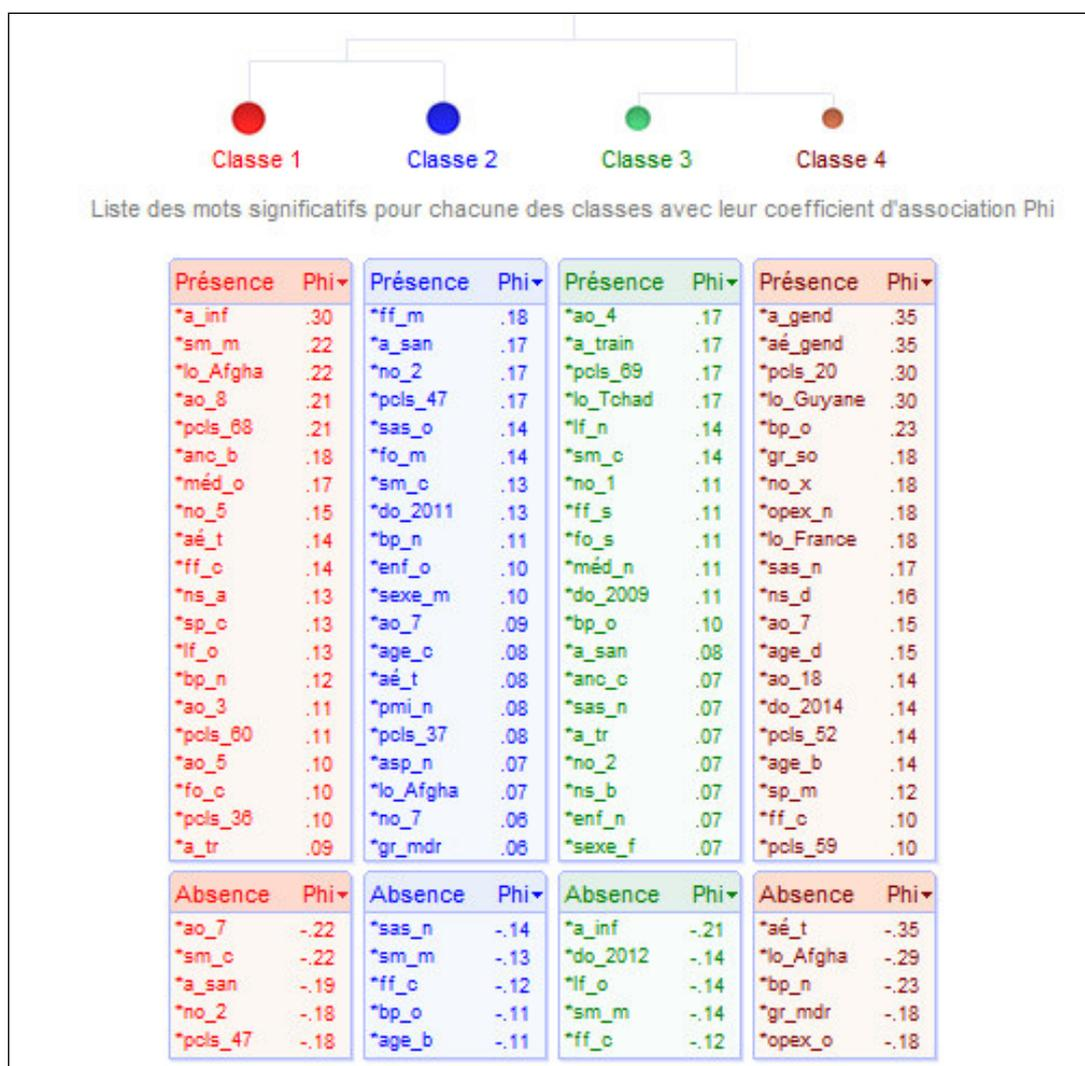 Classe 1 Classe 2 Classe 3 Classe 4
Liste des mots significatifs pour chacune des classes avec leur coefficient d'association Phi
Présence Phi Présence Phi Présence Phi Présence Phi
*a_inf .30 *ff_m .18 *ao_4 .17 *a_gend .35
*sm_m .22 *a_san .17 *a_train .17 *aé_gend .35
*lo_Afgha .22 *no_2 .17 *pcls_69 .17 *pcls_20 .30
*ao_8 .21 *pcls_47 .17 *lo_Tchad .17 *lo_Guyane .30
*pcls_68 .21 *sas_o .14 *lf_n .14 *bp_o .23
*anc_b .18 *fo_m .14 *sm_c .14 *gr_so .18
*méd_o .17 *sm_c .13 *no_1 .11 *no_x .18
*no_5 .15 *do_2011 .13 *ff_s .11 *opex_n .18
*aé_t .14 *bp_n .11 *fo_s .11 *lo_France .18
*ff_c .14 *enf_o .10 *méd_n .11 *sas_n .17
*ns_a .13 *sexe_m .10 *do_2009 .11 *ns_d .16
*sp_c .13 *ao_7 .09 *bp_o .10 *ao_7 .15
*lf_o .13 *age_c .08 *a_san .08 *age_d .15
*bp_n .12 *aé_t .08 *anc_c .07 *ao_18 .14
*ao_3 .11 *pmi_n .08 *sas_n .07 *do_2014 .14
*pcls_60 .11 *pcls_37 .08 *a_tr .07 *pcls_52 .14
*ao_5 .10 *asp_n .07 *no_2 .07 *age_b .14
*fo_c .10 *lo_Afgha .07 *ns_b .07 *sp_m .12
*pcls_36 .10 *no_7 .06 *enf_n .07 *ff_c .10
*a_tr .09 *gr_mdr .06 *sexe_f .07 *pcls_59 .10
Absence Phi Absence Phi Absence Phi Absence Phi
*ao_7 -.22 *sas_n -.14 *a_inf -.21 *aé_t -.35
*sm_c -.22 *sm_m -.13 *do_2012 -.14 *lo_Afgha -.29
*a_san -.19 *ff_c -.12 *lf_o -.14 *bp_n -.23
*no_2 -.18 *bp_o -.11 *sm_m -.14 *gr_mdr -.18
*pcls_47 -.18 *age_b -.11 *ff_c -.12 *opex_o -.18